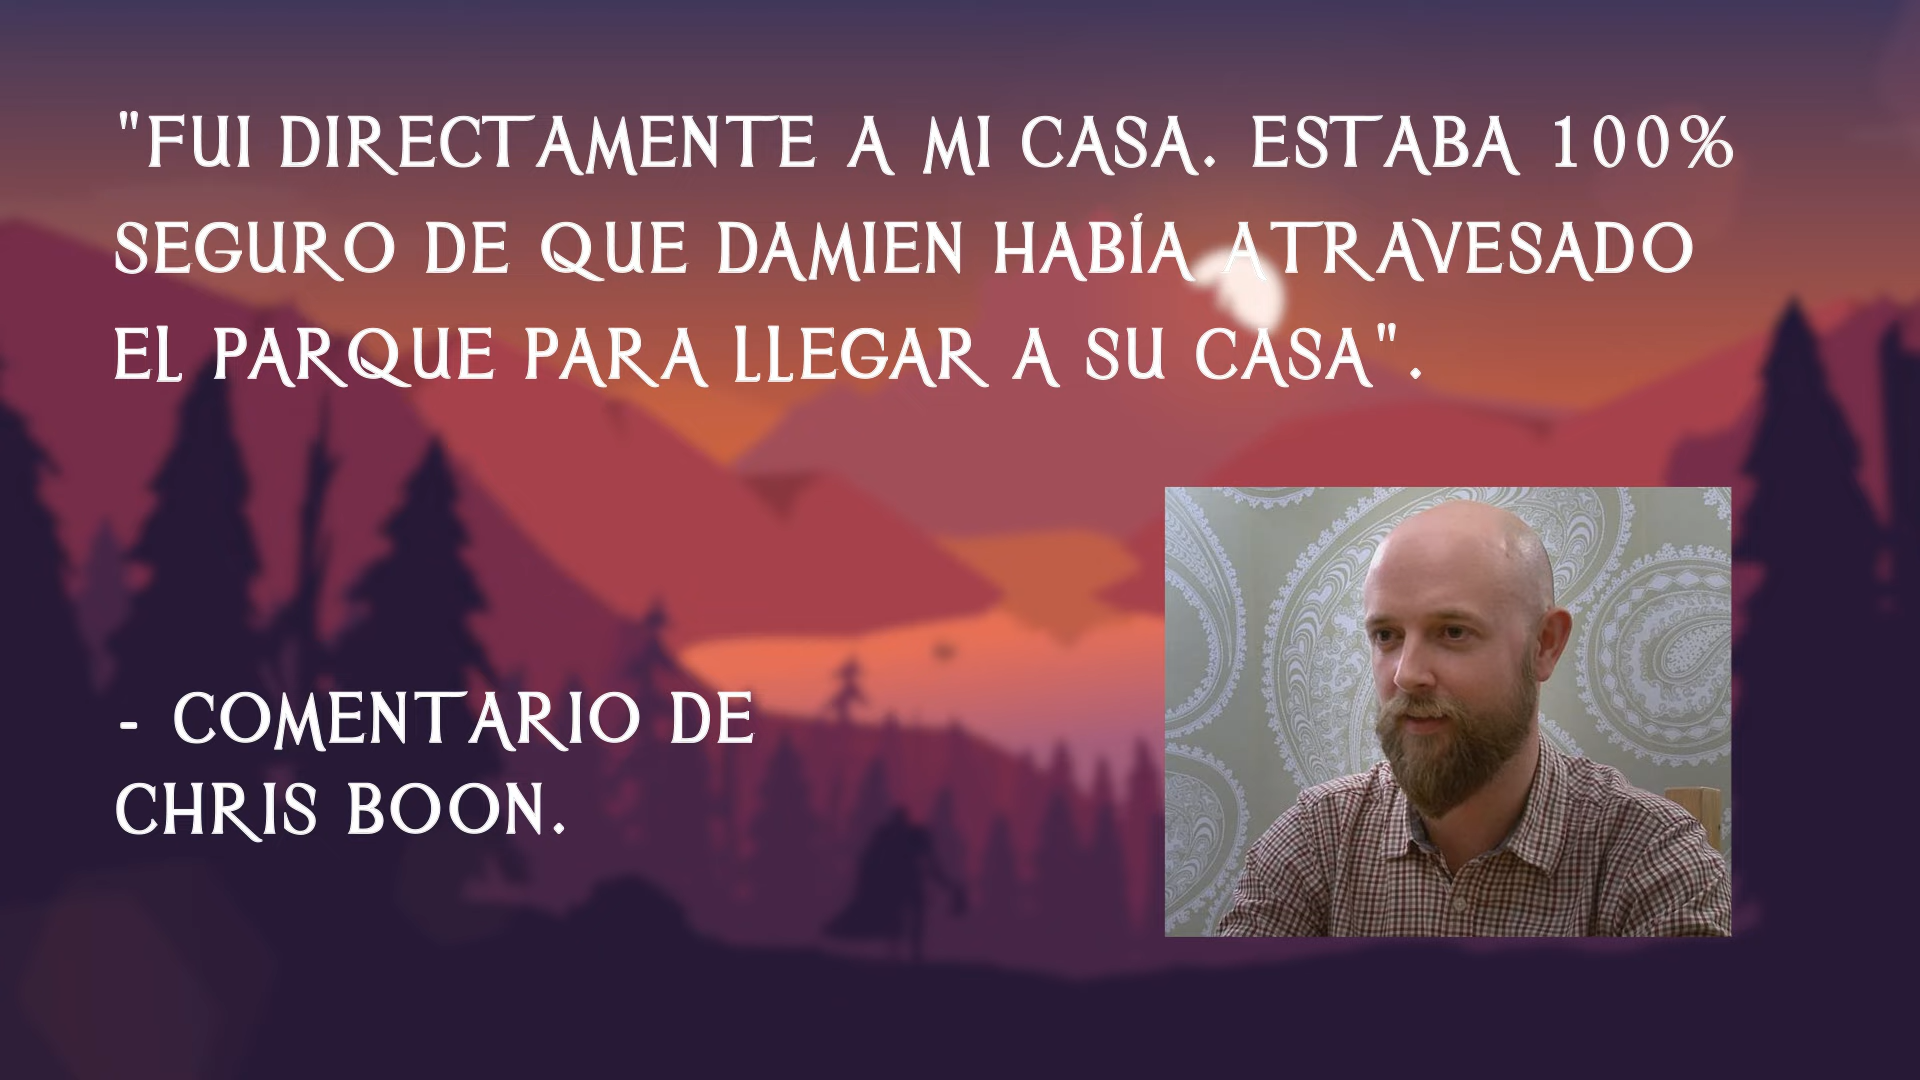 "FUI DIRECTAMENTE A MI CASA. ESTABA 100%
SEGURO DE QUE DAMIEN HABÍA ATRAVESADO
EL PARQUE PARA LLEGAR A SU CASA".
- COMENTARIO DE
CHRIS BOON.